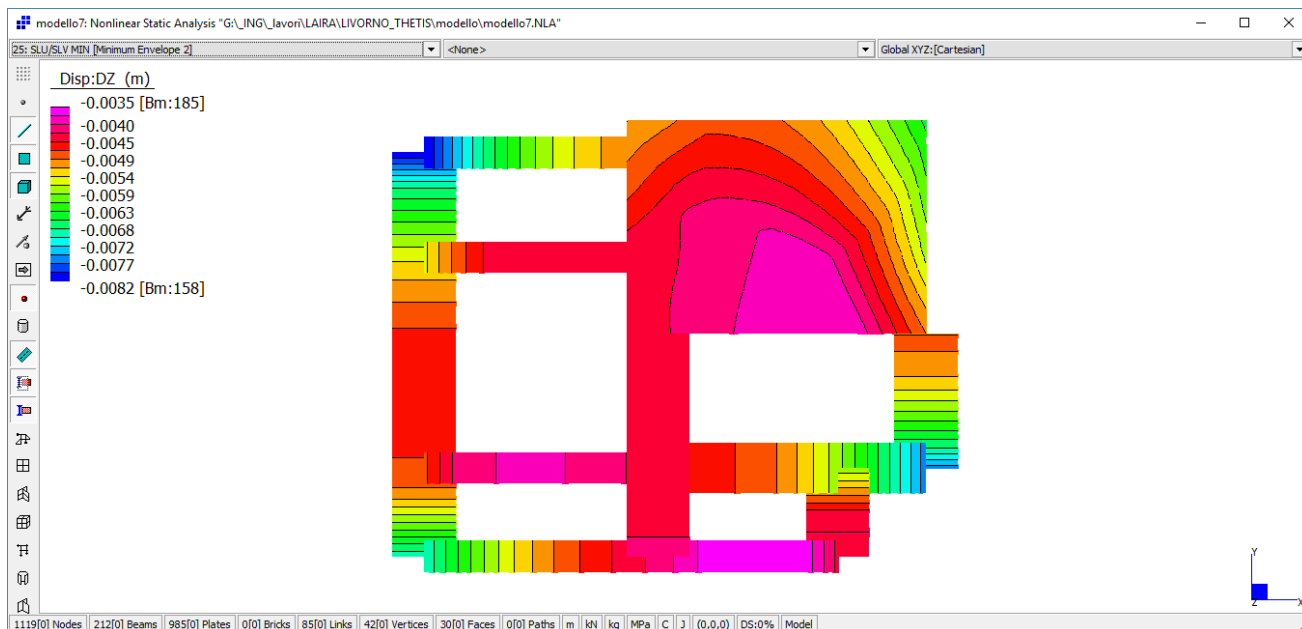 modello7: Nonlinear Static Analysis "G:\_ING\_lavori\LAIRA\LIVORNO_THETIS\modello\modello7.NLA"
25: SLU/SLV MIN [Minimum Envelope 2] <None> Global XYZ:[Cartesian]
Disp:DZ (m)
-0.0035 [Bm:185]
-0.0040
-0.0045
-0.0049
-0.0054
-0.0059
-0.0063
-0.0068
-0.0072
-0.0077
-0.0082 [Bm:158]
Y
Z X
1119[0] Nodes 212[0] Beams 985[0] Plates 0[0] Bricks 85[0] Links 42[0] Vertices 30[0] Faces 0[0] Paths m kN kg MPa C J (0,0,0) DS:0% Model